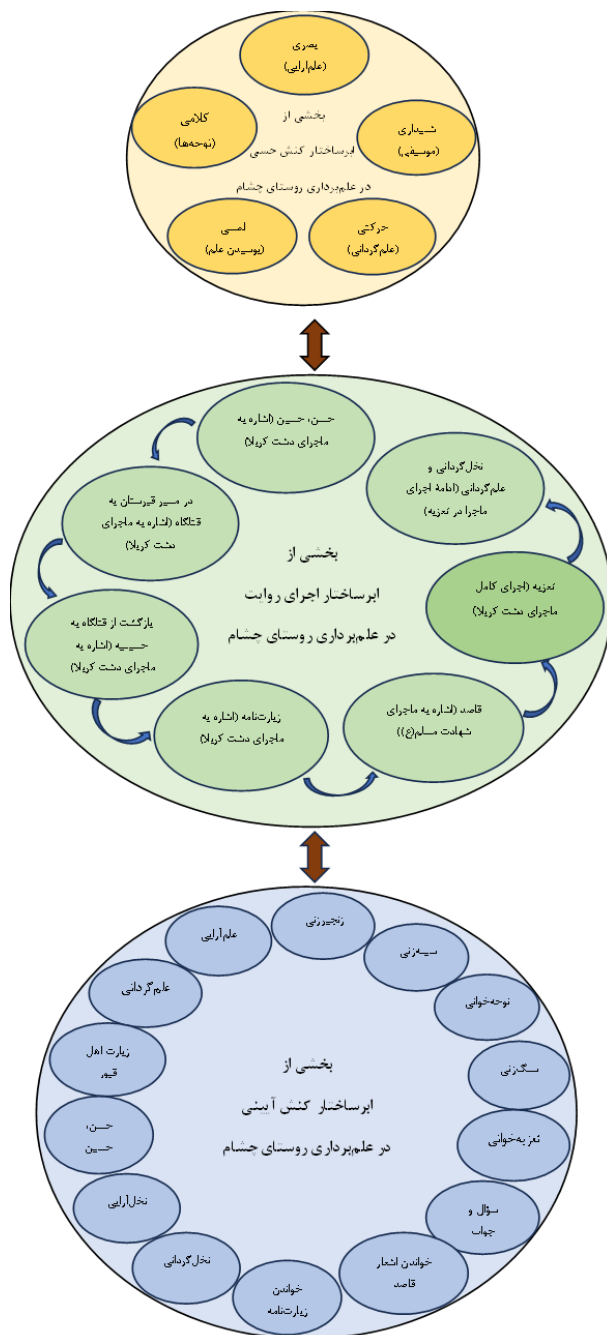 بصری
(علم‌آرایی)
کلامی
(نوحه‌ها)
شنیداری
(موسیقی)
بخشی از
ابرساختار کنش حسی
در علم‌برداری روستای چشام
لمسی
(بوسیدن علم)
حرکتی
(علم‌گردانی)
حسن، حسین (اشاره به
ماجرای دشت کربلا)
نخل‌گردانی و
علم‌گردانی (ادامهٔ اجرای
ماجرا در تعزیه)
در مسیر قبرستان به
قتلگاه (اشاره به ماجرای
دشت کربلا)
بخشی از
ابرساختار اجرای روایت
در علم‌برداری روستای چشام
تعزیه (اجرای کامل
ماجرای دشت کربلا)
بازگشت از قتلگاه به
حسینیه (اشاره به
ماجرای دشت کربلا)
زیارت‌نامه (اشاره به
ماجرای دشت کربلا)
قاصد (اشاره به ماجرای
شهادت مسلم(ع))
زنجیرزنی
علم‌آرایی
سینه‌زنی
علم‌گردانی
نوحه‌خوانی
زیارت اهل
قبور
سنگ‌زنی
بخشی از
ابرساختار کنش آیینی
در علم‌برداری روستای چشام
حسن،
حسین
تعزیه‌خوانی
نخل‌آرایی
سؤال و
جواب
نخل‌گردانی
خواندن
زیارت‌نامه
خواندن اشعار
قاصد